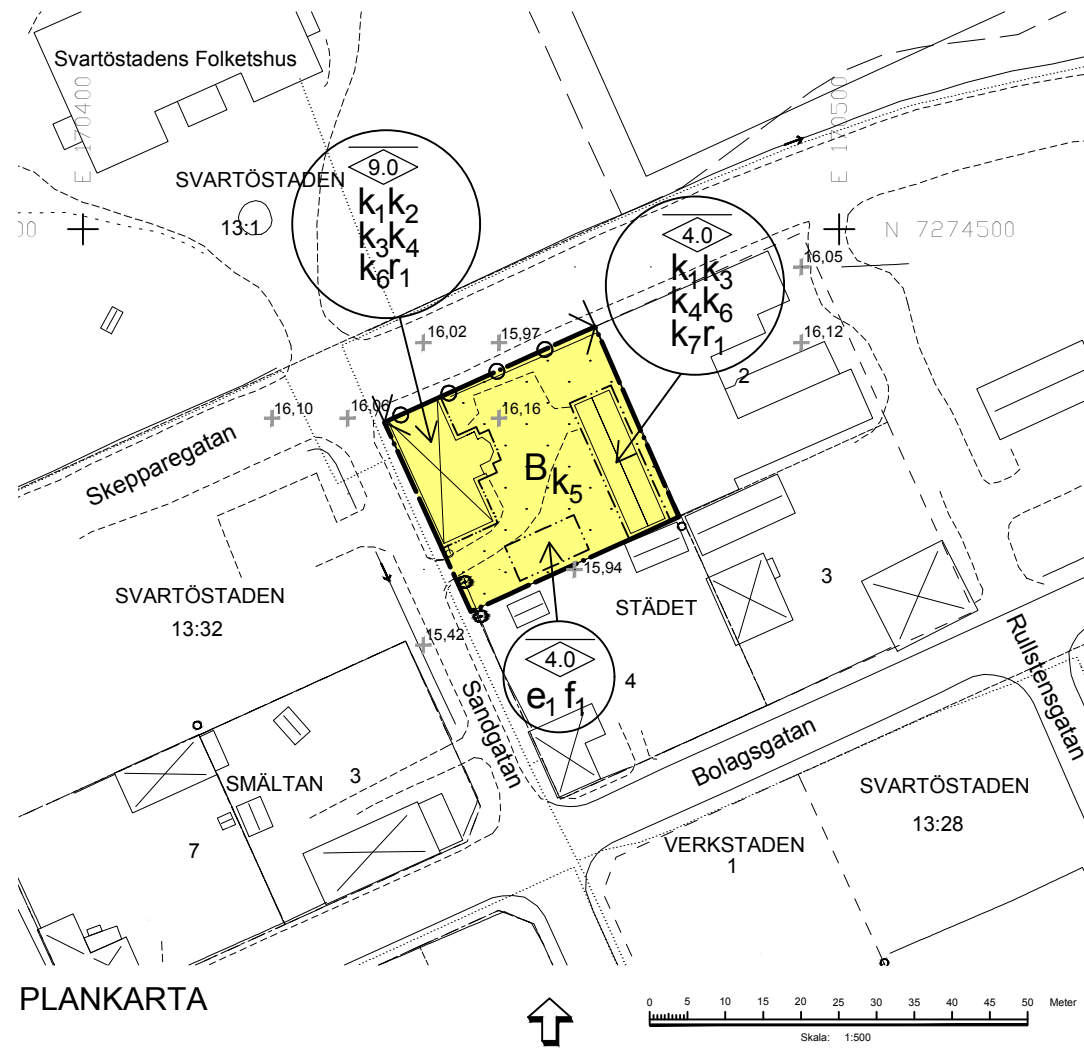 Svartöstadens Folketshus
E 170400
E 170500
9.0
SVARTÖSTADEN
13:1
k1k2
k3k4
k6r1
4.0
k1k3
k4k6
k7r1
00
N 7274500
16,05
16,02
15,97
16,12
2
16,10
16,06
16,16
Skepparegatan
B
k5
15,94
SVARTÖSTADEN
13:32
STÄDET
3
15,42
4.0
e1 f1
4
Sandgatan
Rullstensgatan
Bolagsgatan
SMÄLTAN
3
SVARTÖSTADEN
13:28
7
VERKSTADEN
1
PLANKARTA
0 5 10 15 20 25 30 35 40 45 50 Meter
Skala: 1:500